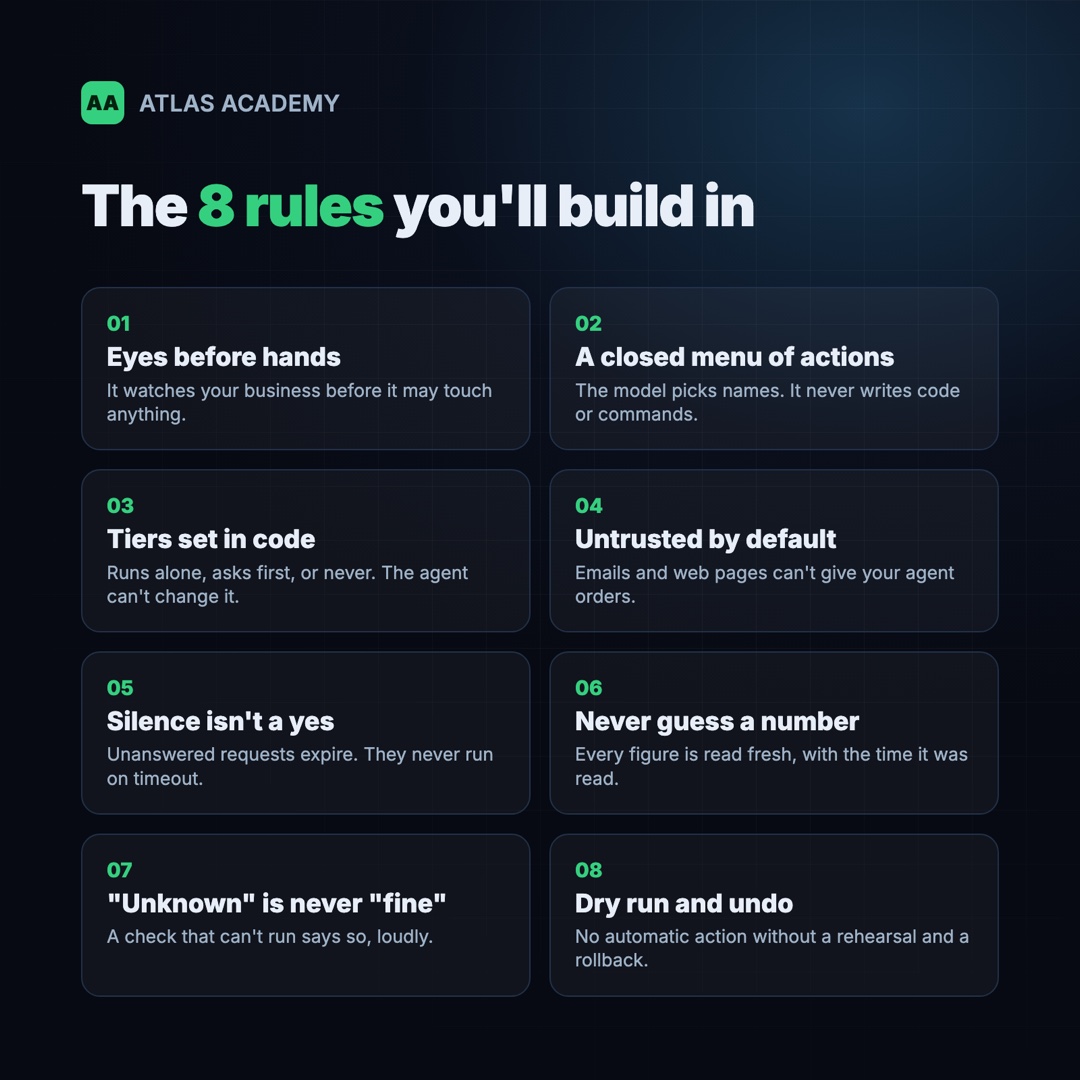 AA ATLAS ACADEMY
The 8 rules you'll build in
01
Eyes before hands
It watches your business before it may touch
anything.
02
A closed menu of actions
The model picks names. It never writes code
or commands.
03
Tiers set in code
Runs alone, asks first, or never. The agent
can't change it.
04
Untrusted by default
Emails and web pages can't give your agent
orders.
05
Silence isn't a yes
Unanswered requests expire. They never run
on timeout.
06
Never guess a number
Every figure is read fresh, with the time it was
read.
07
"Unknown" is never "fine"
A check that can't run says so, loudly.
08
Dry run and undo
No automatic action without a rehearsal and a
rollback.